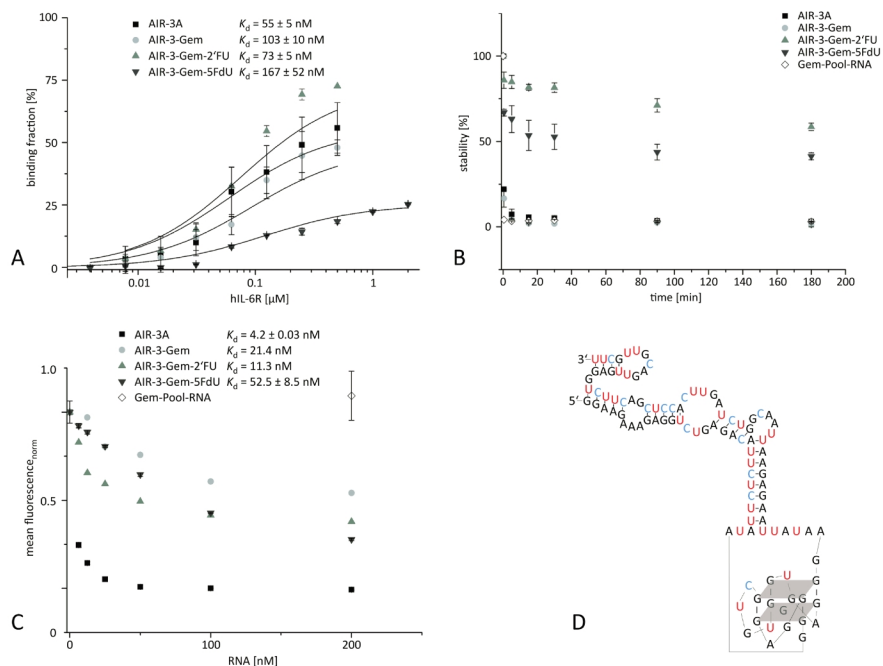 AIR-3A Kd = 55 ± 5 nM
AIR-3-Gem Kd = 103 ± 10 nM
AIR-3-Gem-2'FU Kd = 73 ± 5 nM
AIR-3-Gem-5FdU Kd = 167 ± 52 nM
binding fraction [%]
100
75
50
25
0
0.01
0.1
1
hIL-6R [µM]
A
AIR-3A
AIR-3-Gem
AIR-3-Gem-2'FU
AIR-3-Gem-5FdU
Gem-Pool-RNA
stability [%]
100
50
0
0 20 40 60 80 100 120 140 160 180 200
time [min]
B
AIR-3A Kd = 4.2 ± 0.03 nM
AIR-3-Gem Kd = 21.4 nM
AIR-3-Gem-2'FU Kd = 11.3 nM
AIR-3-Gem-5FdU Kd = 52.5 ± 8.5 nM
Gem-Pool-RNA
mean fluorescencenorm
1.0
0.5
0
0
50
100
150
200
RNA [nM]
C
3'
5'
A U A U U A U A A
D